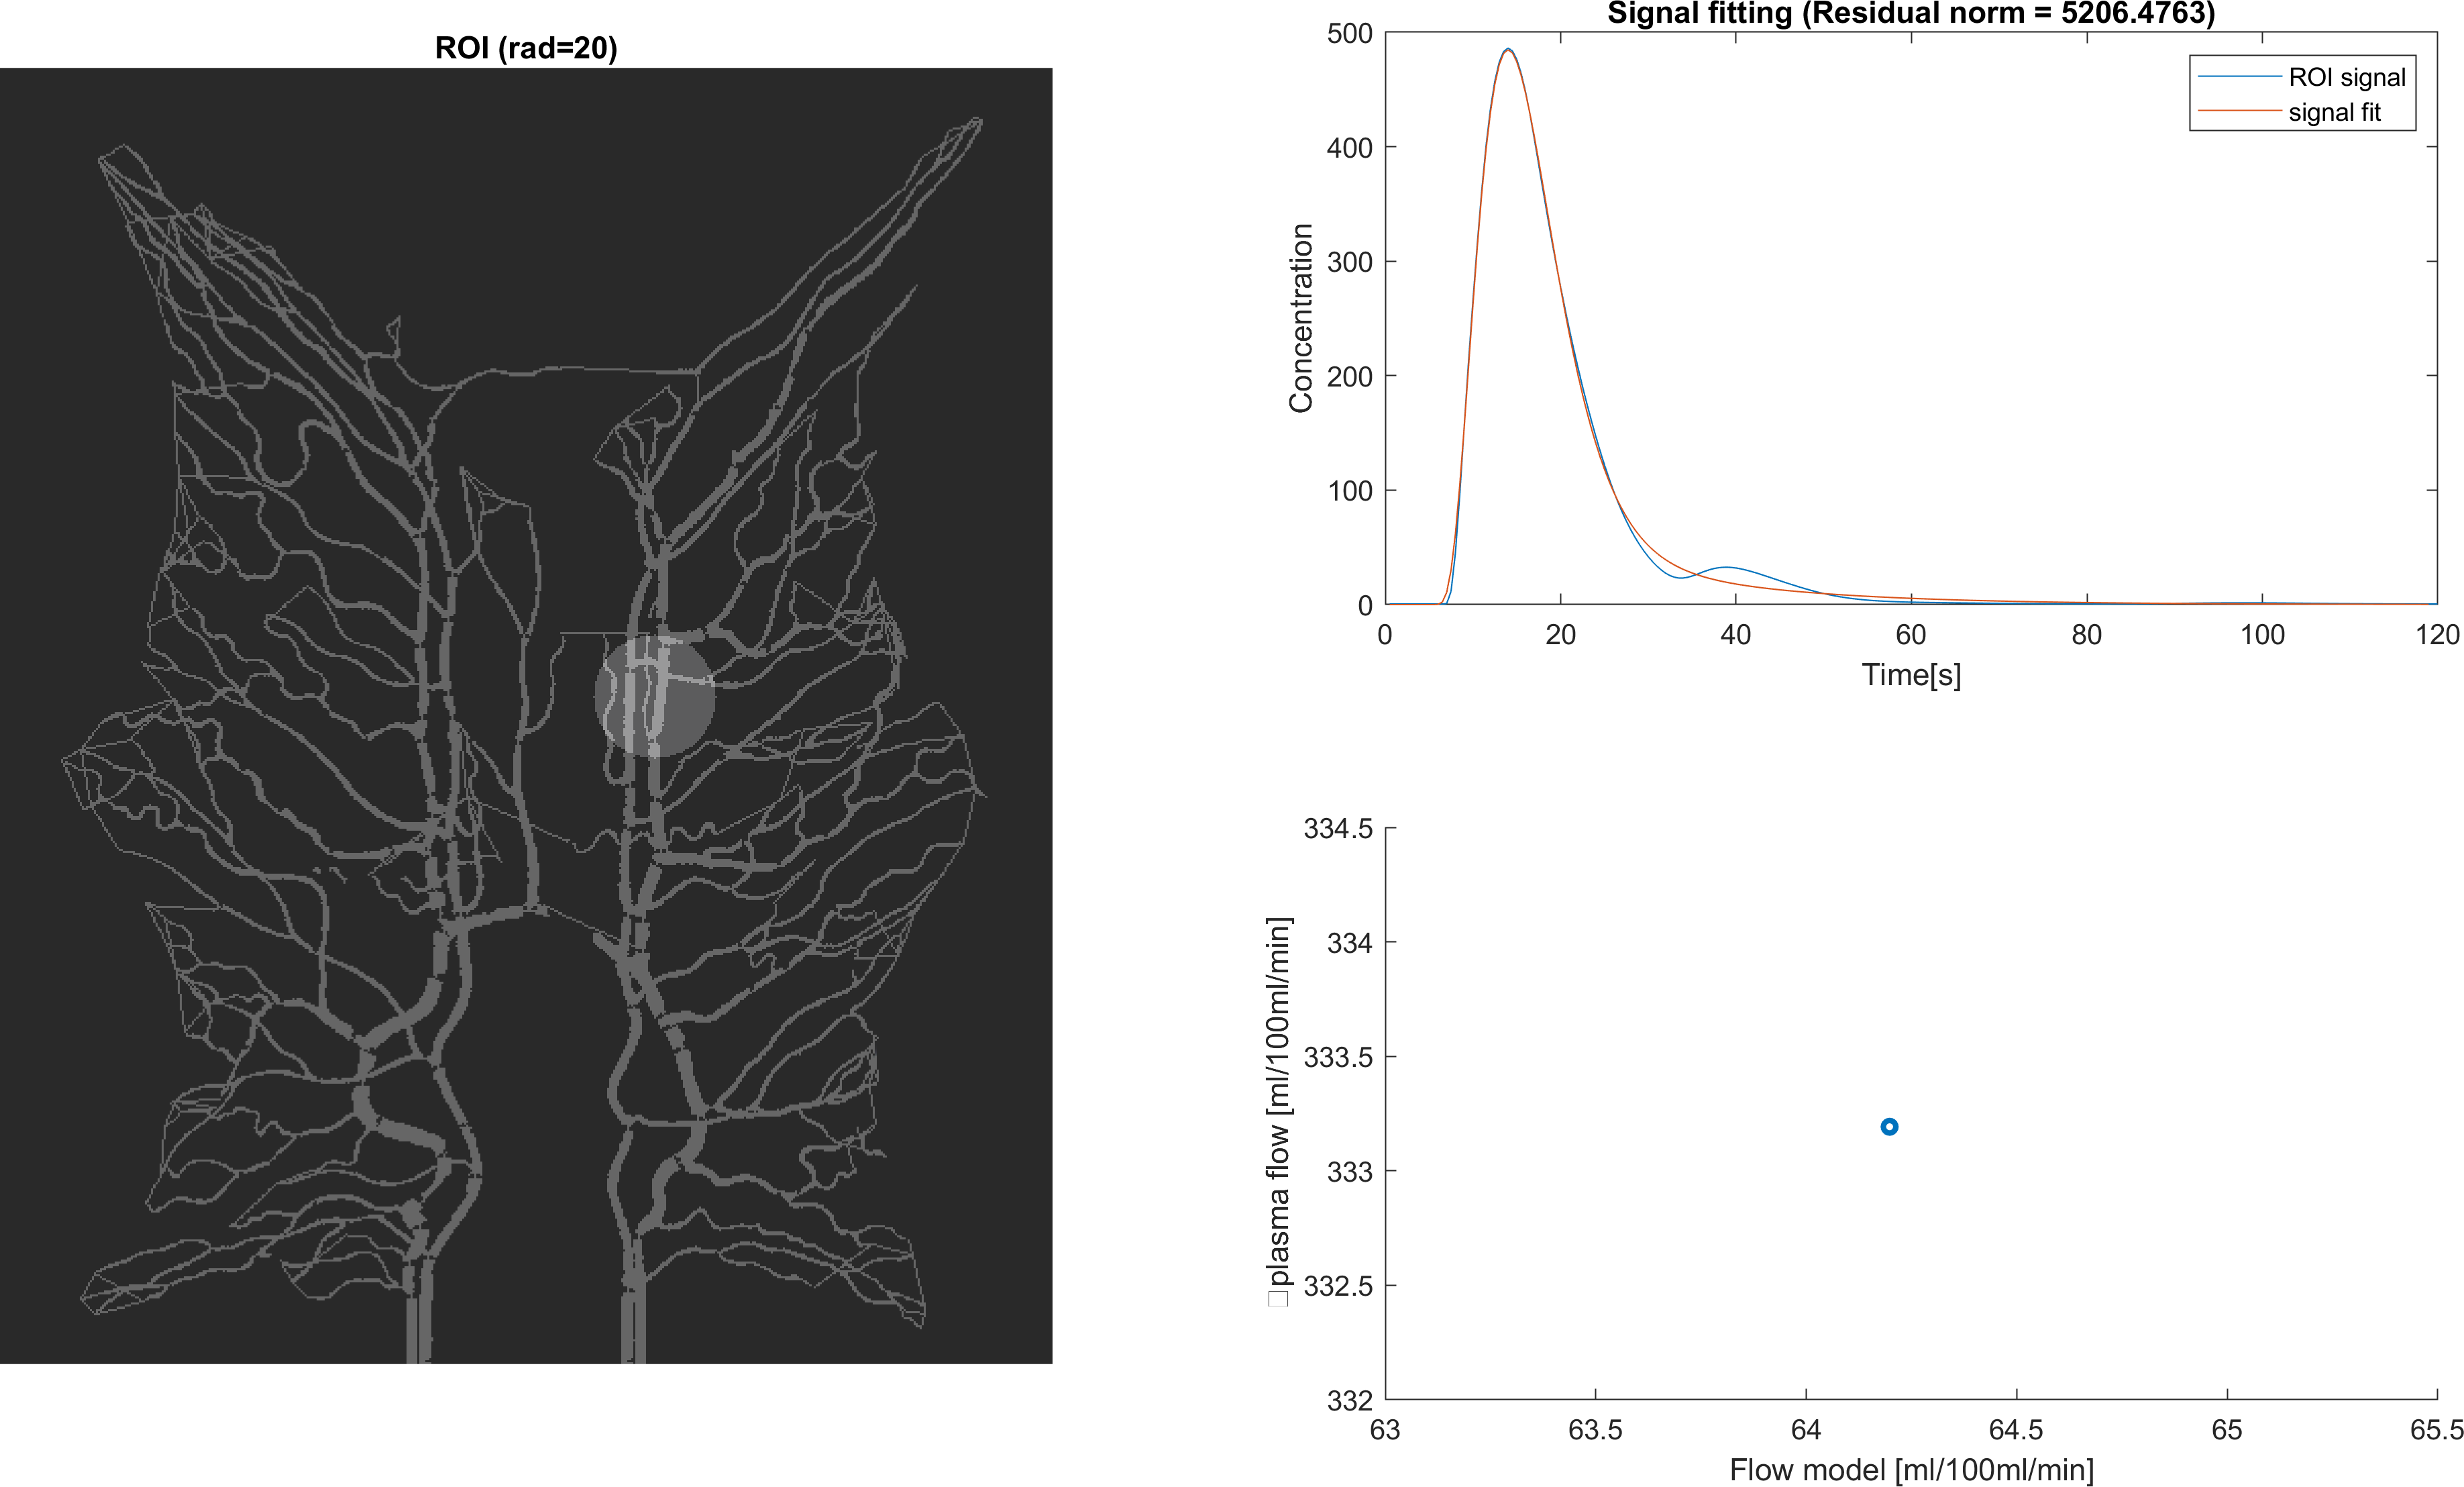 ROI (rad=20)
Signal fitting (Residual norm = 5206.4763)
500
400
300
200
100
0
Concentration
ROI signal
signal fit
0 20 40 60 80 100 120
Time[s]
334.5
334
333.5
333
332.5
332
□plasma flow [ml/100ml/min]
63 63.5 64 64.5 65 65.5
Flow model [ml/100ml/min]